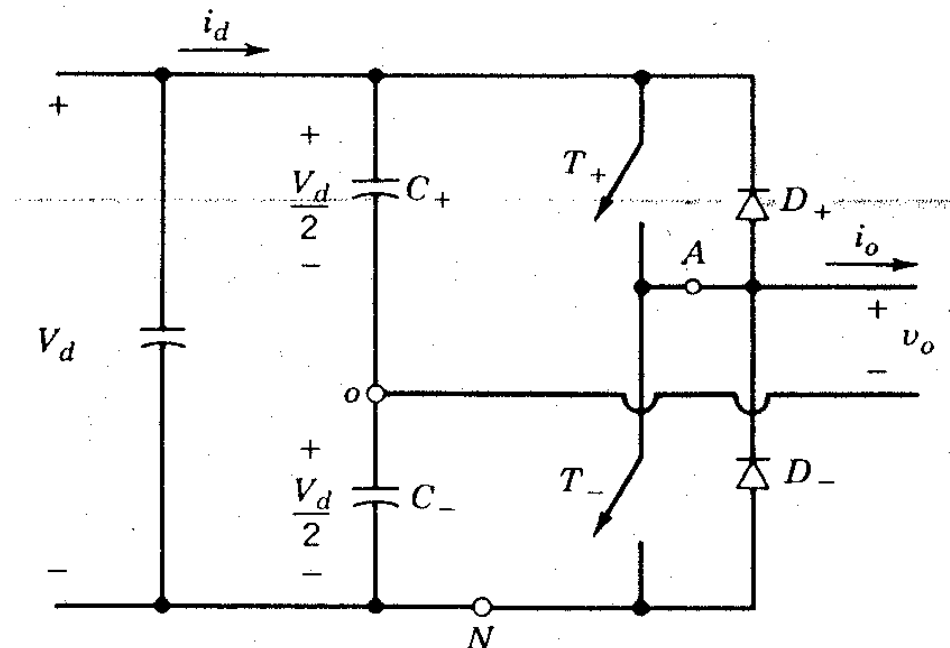 i_d
+
+
V_d/2
−
C_+
T_+
D_+
A
i_o
+
v_o
−
V_d
o
+
V_d/2
−
C_−
T_−
D_−
−
N